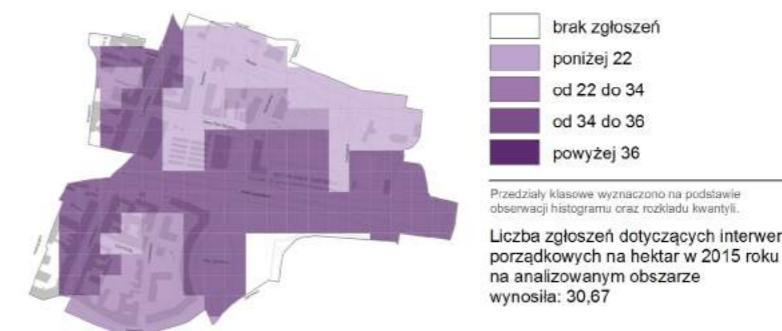 brak zgłoszeń
poniżej 22
od 22 do 34
od 34 do 36
powyżej 36
Przedziały klasowe wyznaczono na podstawie
obserwacji histogramu oraz rozkładu kwantyli.
Liczba zgłoszeń dotyczących interwer
porządkowych na hektar w 2015 roku
na analizowanym obszarze
wynosiła: 30,67